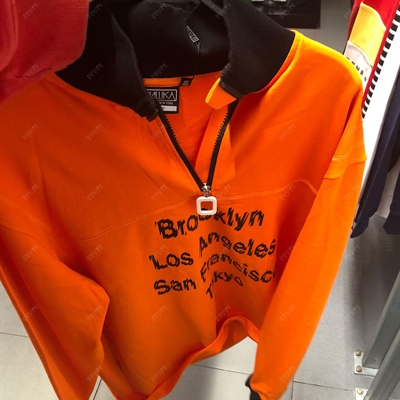 Brooklyn
Los Angeles
San Francisco
Tokyo